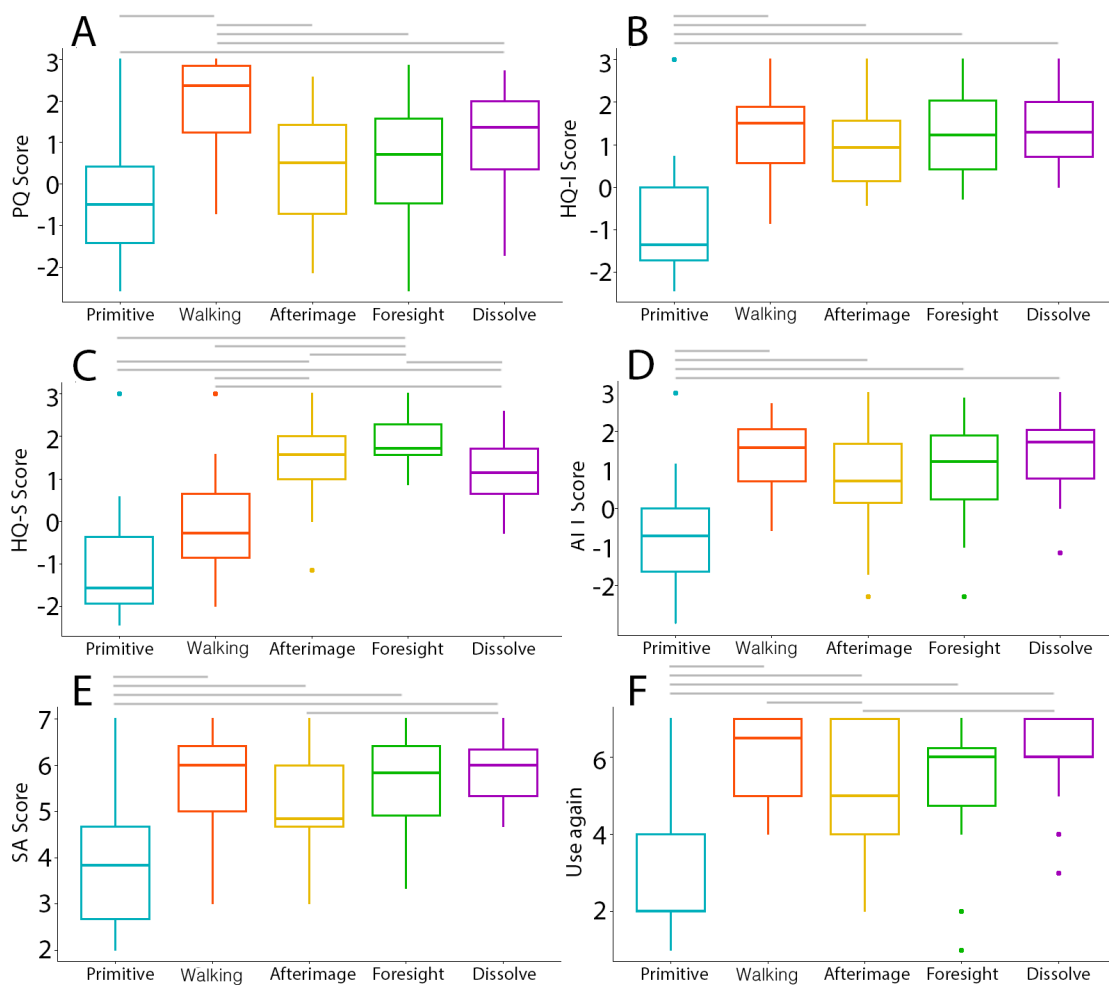 A
PQ Score
3
2
1
0
-1
-2
Primitive Walking Afterimage Foresight Dissolve
B
HQ-I Score
3
2
1
0
-1
-2
Primitive Walking Afterimage Foresight Dissolve
C
HQ-S Score
3
2
1
0
-1
-2
Primitive Walking Afterimage Foresight Dissolve
D
ATT Score
3
2
1
0
-1
-2
Primitive Walking Afterimage Foresight Dissolve
E
SA Score
7
6
5
4
3
2
Primitive Walking Afterimage Foresight Dissolve
F
Use again
6
4
2
Primitive Walking Afterimage Foresight Dissolve